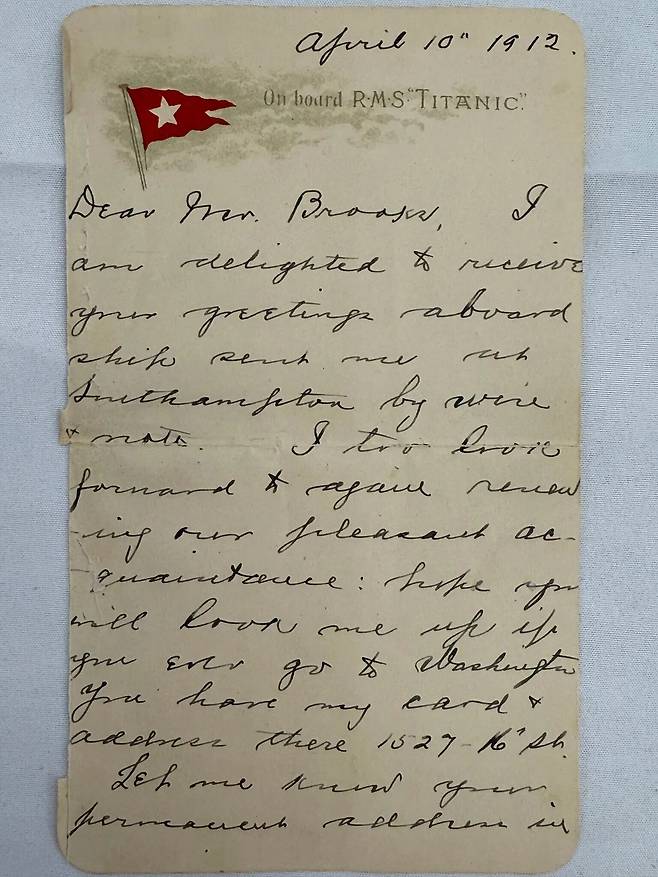 April 10" 1912.
On board R·M·S· "TITANIC".
Dear Mr. Brooks, I
am delighted to receive
your greetings aboard
ship sent me at
Southampton by wire
& note. I too look
forward to again renew
-ing our pleasant ac-
quaintance: hope you
will look me up if
you ever go to Washington
You have my card &
address there 1527-16" St.
Let me know your
permanent address in